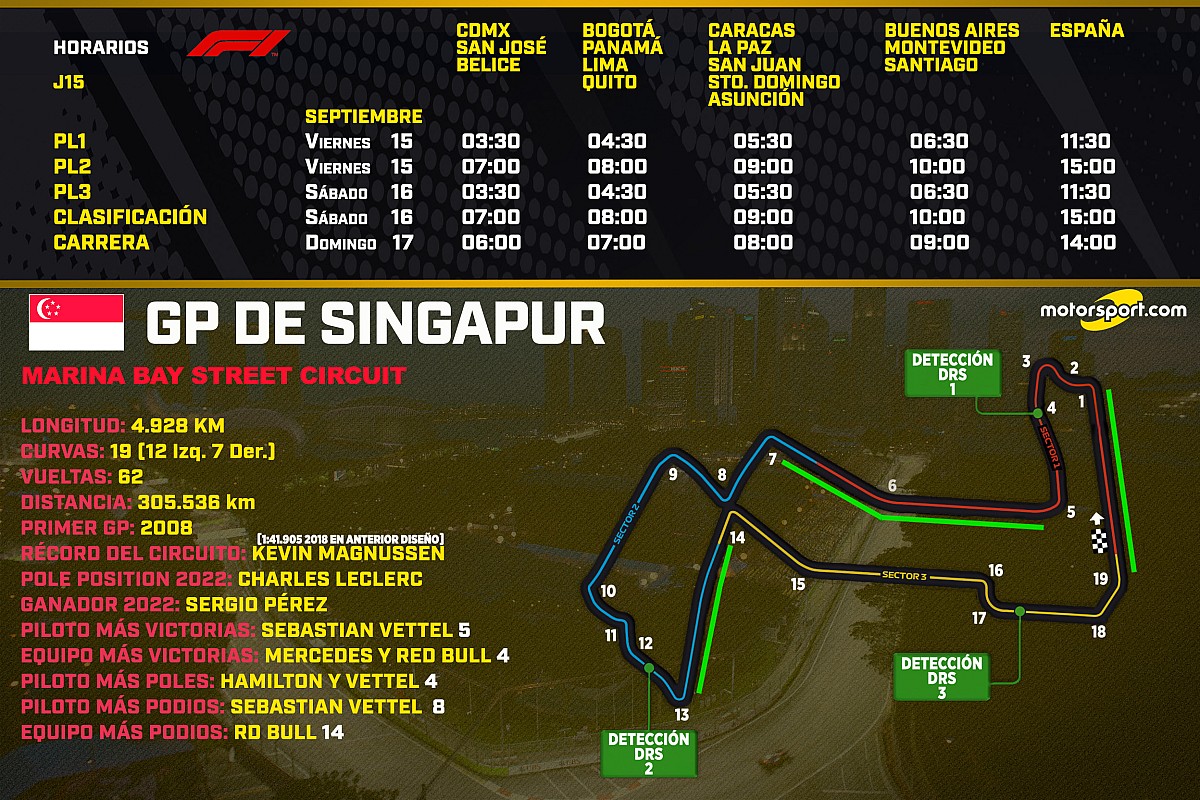 HORARIOS
F1
J15
CDMX
SAN JOSÉ
BELICE
BOGOTÁ
PANAMÁ
LIMA
QUITO
CARACAS
LA PAZ
SAN JUAN
STO. DOMINGO
ASUNCIÓN
BUENOS AIRES
MONTEVIDEO
SANTIAGO
ESPAÑA
SEPTIEMBRE
PL1 VIERNES 15 03:30 04:30 05:30 06:30 11:30
PL2 VIERNES 15 07:00 08:00 09:00 10:00 15:00
PL3 SÁBADO 16 03:30 04:30 05:30 06:30 11:30
CLASIFICACIÓN SÁBADO 16 07:00 08:00 09:00 10:00 15:00
CARRERA DOMINGO 17 06:00 07:00 08:00 09:00 14:00
GP DE SINGAPUR
motorsport.com
MARINA BAY STREET CIRCUIT
LONGITUD: 4.928 KM
CURVAS: 19 (12 Izq. 7 Der.)
VUELTAS: 62
DISTANCIA: 305.536 km
PRIMER GP: 2008
[1:41.905 2018 EN ANTERIOR DISEÑO]
RÉCORD DEL CIRCUITO: KEVIN MAGNUSSEN
POLE POSITION 2022: CHARLES LECLERC
GANADOR 2022: SERGIO PÉREZ
PILOTO MÁS VICTORIAS: SEBASTIAN VETTEL 5
EQUIPO MÁS VICTORIAS: MERCEDES Y RED BULL 4
PILOTO MÁS POLES: HAMILTON Y VETTEL 4
PILOTO MÁS PODIOS: SEBASTIAN VETTEL 8
EQUIPO MÁS PODIOS: RD BULL 14
DETECCIÓN
DRS
1
3
2
1
4
SECTOR 1
5
6
7
8
9
SECTOR 2
10
11
12
13
14
15
SECTOR 3
16
17
18
19
DETECCIÓN
DRS
3
DETECCIÓN
DRS
2